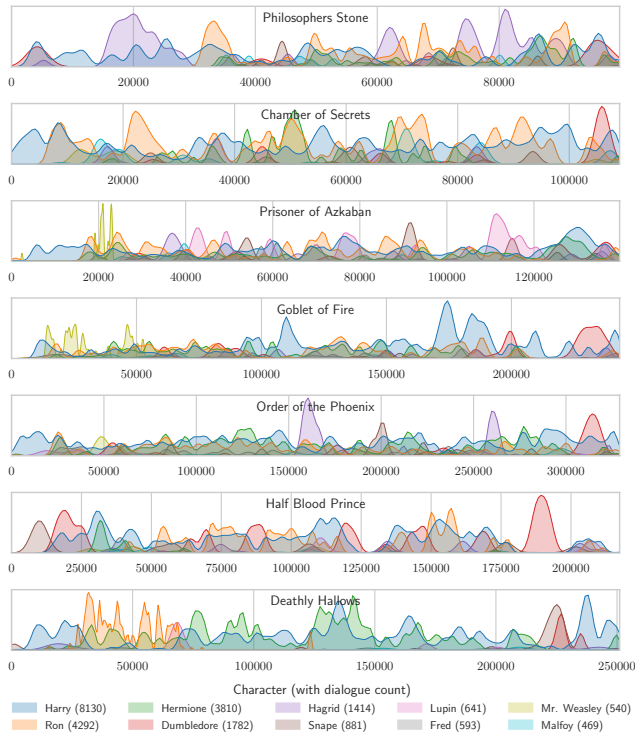 Philosophers Stone
0 20000 40000 60000 80000
Chamber of Secrets
0 20000 40000 60000 80000 100000
Prisoner of Azkaban
0 20000 40000 60000 80000 100000 120000
Goblet of Fire
0 50000 100000 150000 200000
Order of the Phoenix
0 50000 100000 150000 200000 250000 300000
Half Blood Prince
0 25000 50000 75000 100000 125000 150000 175000 200000
Deathly Hallows
0 50000 100000 150000 200000 250000
Character (with dialogue count)
Harry (8130) Hermione (3810) Hagrid (1414) Lupin (641) Mr. Weasley (540)
Ron (4292) Dumbledore (1782) Snape (881) Fred (593) Malfoy (469)